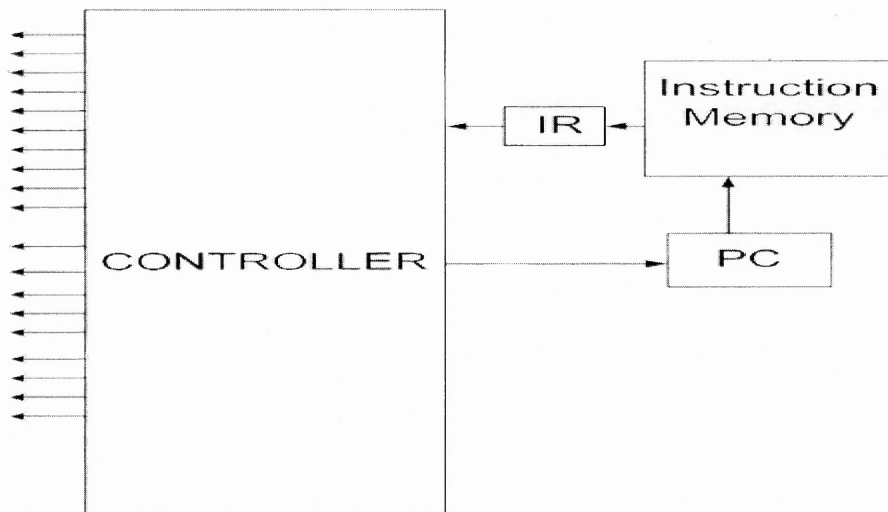 Instruction
Memory
IR
CONTROLLER
PC